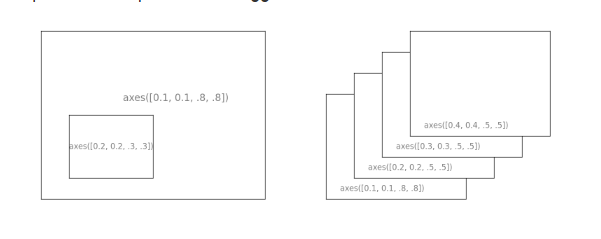 axes([0.1, 0.1, .8, .8])
axes([0.2, 0.2, .3, .3])
axes([0.4, 0.4, .5, .5])
axes([0.3, 0.3, .5, .5])
axes([0.2, 0.2, .5, .5])
axes([0.1, 0.1, .8, .8])